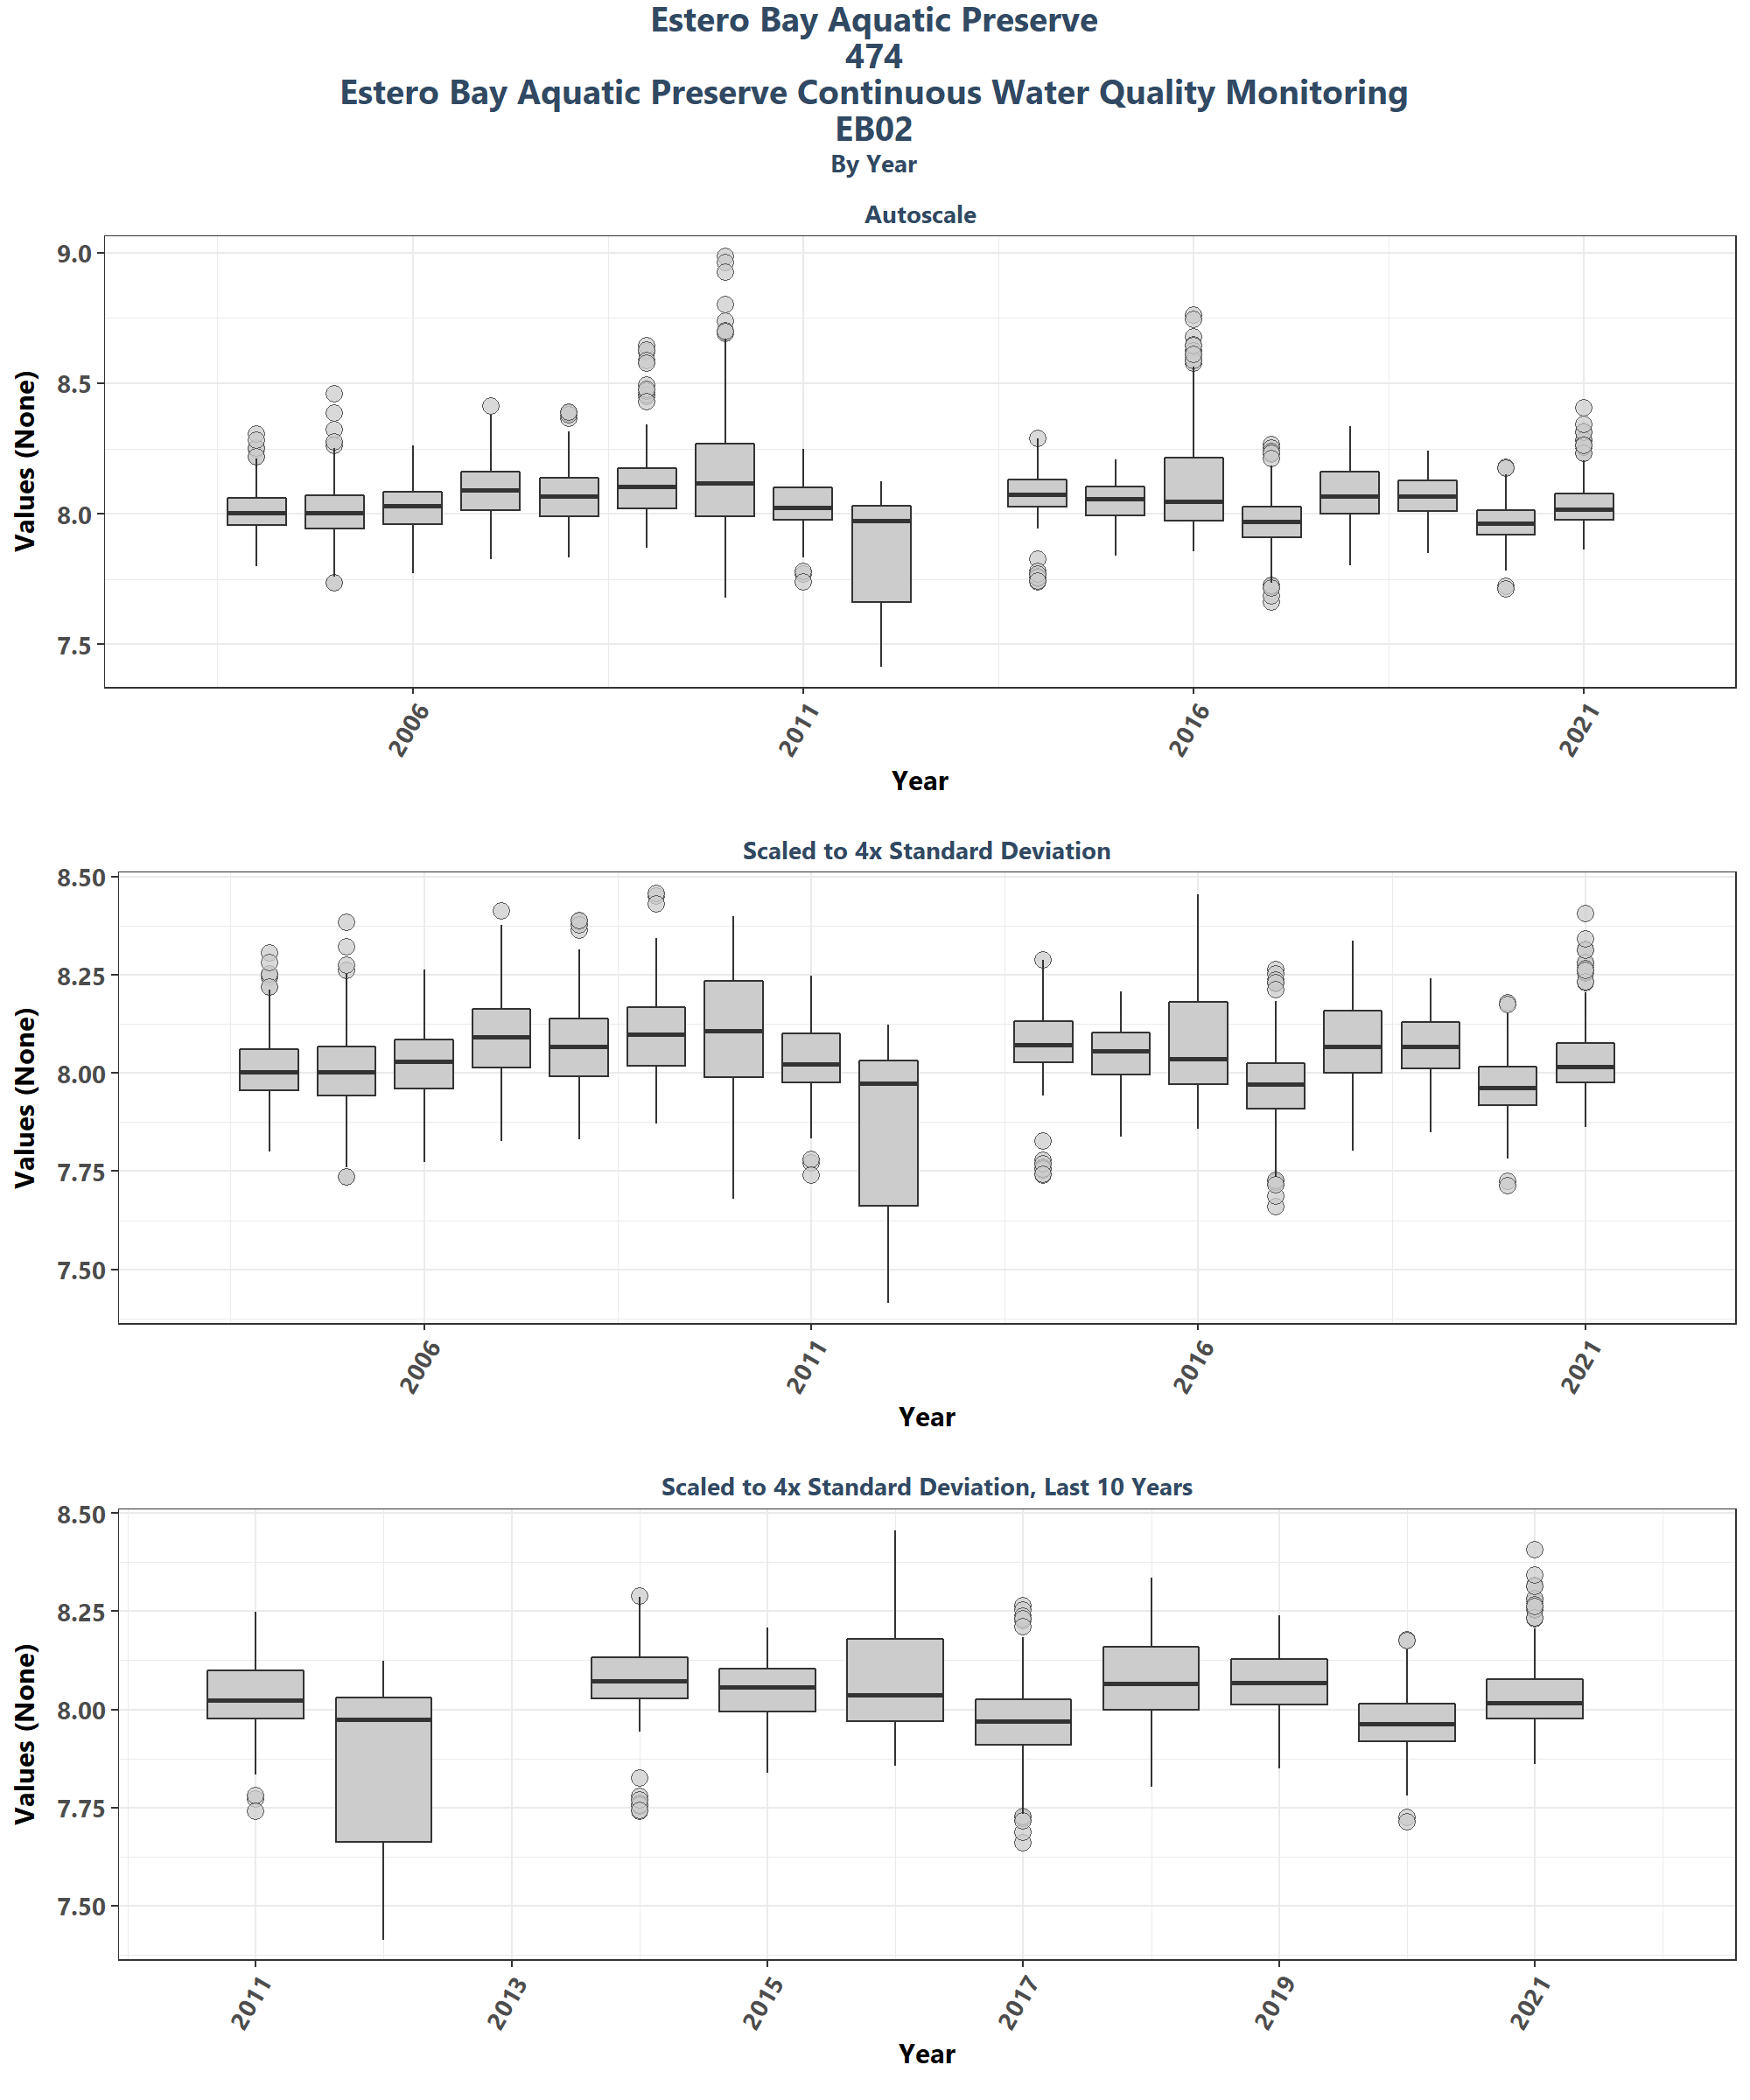 Estero Bay Aquatic Preserve
474
Estero Bay Aquatic Preserve Continuous Water Quality Monitoring
EB02
By Year
Autoscale
Values (None)
9.0
8.5
8.0
7.5
2006
2011
2016
2021
Year
Scaled to 4x Standard Deviation
Values (None)
8.50
8.25
8.00
7.75
7.50
2006
2011
2016
2021
Year
Scaled to 4x Standard Deviation, Last 10 Years
Values (None)
8.50
8.25
8.00
7.75
7.50
2011
2013
2015
2017
2019
2021
Year